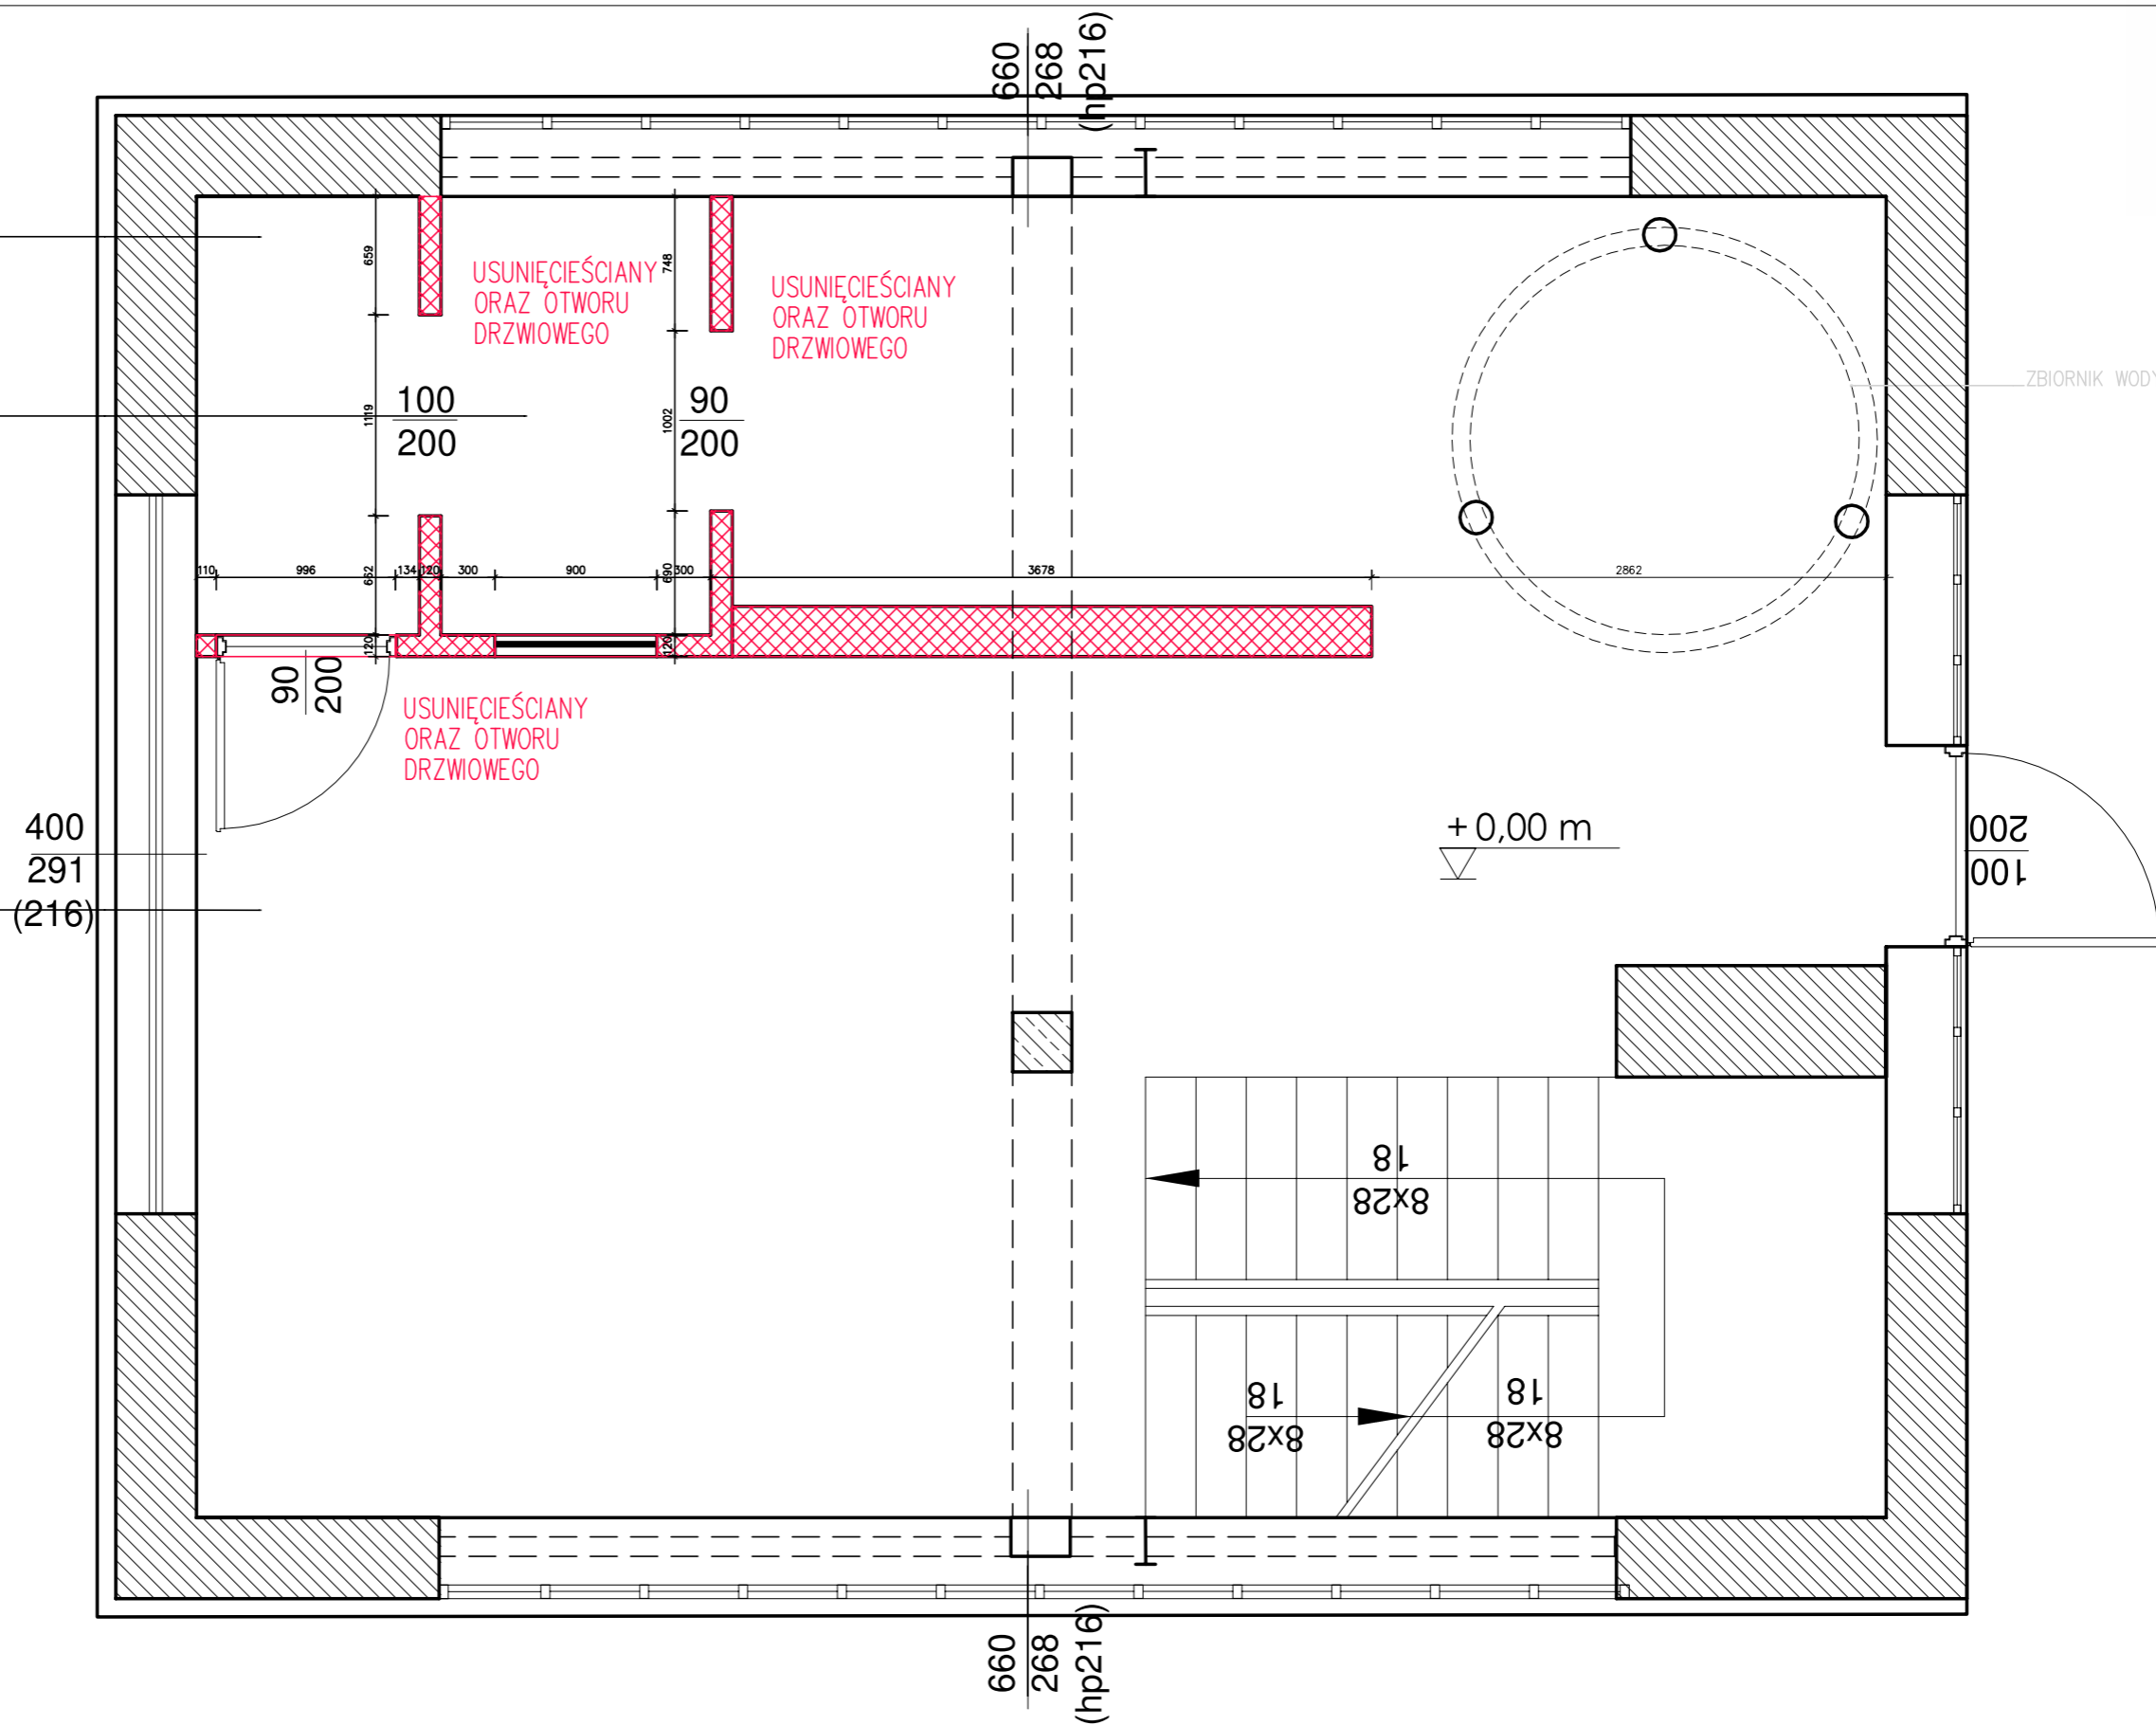 660
268
(hp216)
659
748
USUNIĘCIEŚCIANY
ORAZ OTWORU
DRZWIOWEGO
USUNIĘCIEŚCIANY
ORAZ OTWORU
DRZWIOWEGO
ZBIORNIK WODY
1119
100
200
1002
90
200
110
996
134
120
300
900
300
3678
2862
662
690
120
120
90
200
USUNIĘCIEŚCIANY
ORAZ OTWORU
DRZWIOWEGO
400
291
(216)
+0,00 m
100
200
8x28
18
8x28
18
8x28
18
660
268
(hp216)